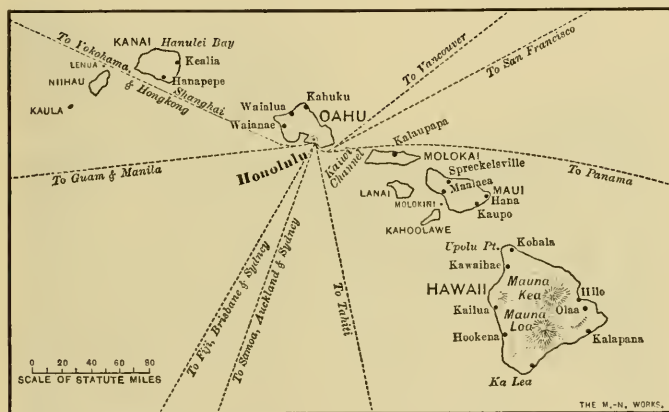 KANAI
Hanulei Bay
To Yokohama,
Shanghai
& Hongkong
LENUA
Kealia
Hanapepe
NIIHAU
KAULA
To Vancouver
To San Francisco
Kahuku
Waialua
OAHU
Waianae
Honolulu
Kaiwi
Channel
Kalaupapa
MOLOKAI
To Guam & Manila
To Panama
Spreckelsville
LANAI
Maalaea
MAUI
Hana
MOLOKINI
Kaupo
KAHOOLAWE
To Fiji, Brisbane & Sydney
To Samoa, Auckland & Sydney
To Tahiti
Upolu Pt.
Kohala
Kawaihae
HAWAII
Mauna
Kea
Hilo
Kailua
Olaa
Mauna
Loa
Hookena
Kalapana
Ka Lea
0 20 40 60 80
SCALE OF STATUTE MILES
THE M.-N. WORKS.